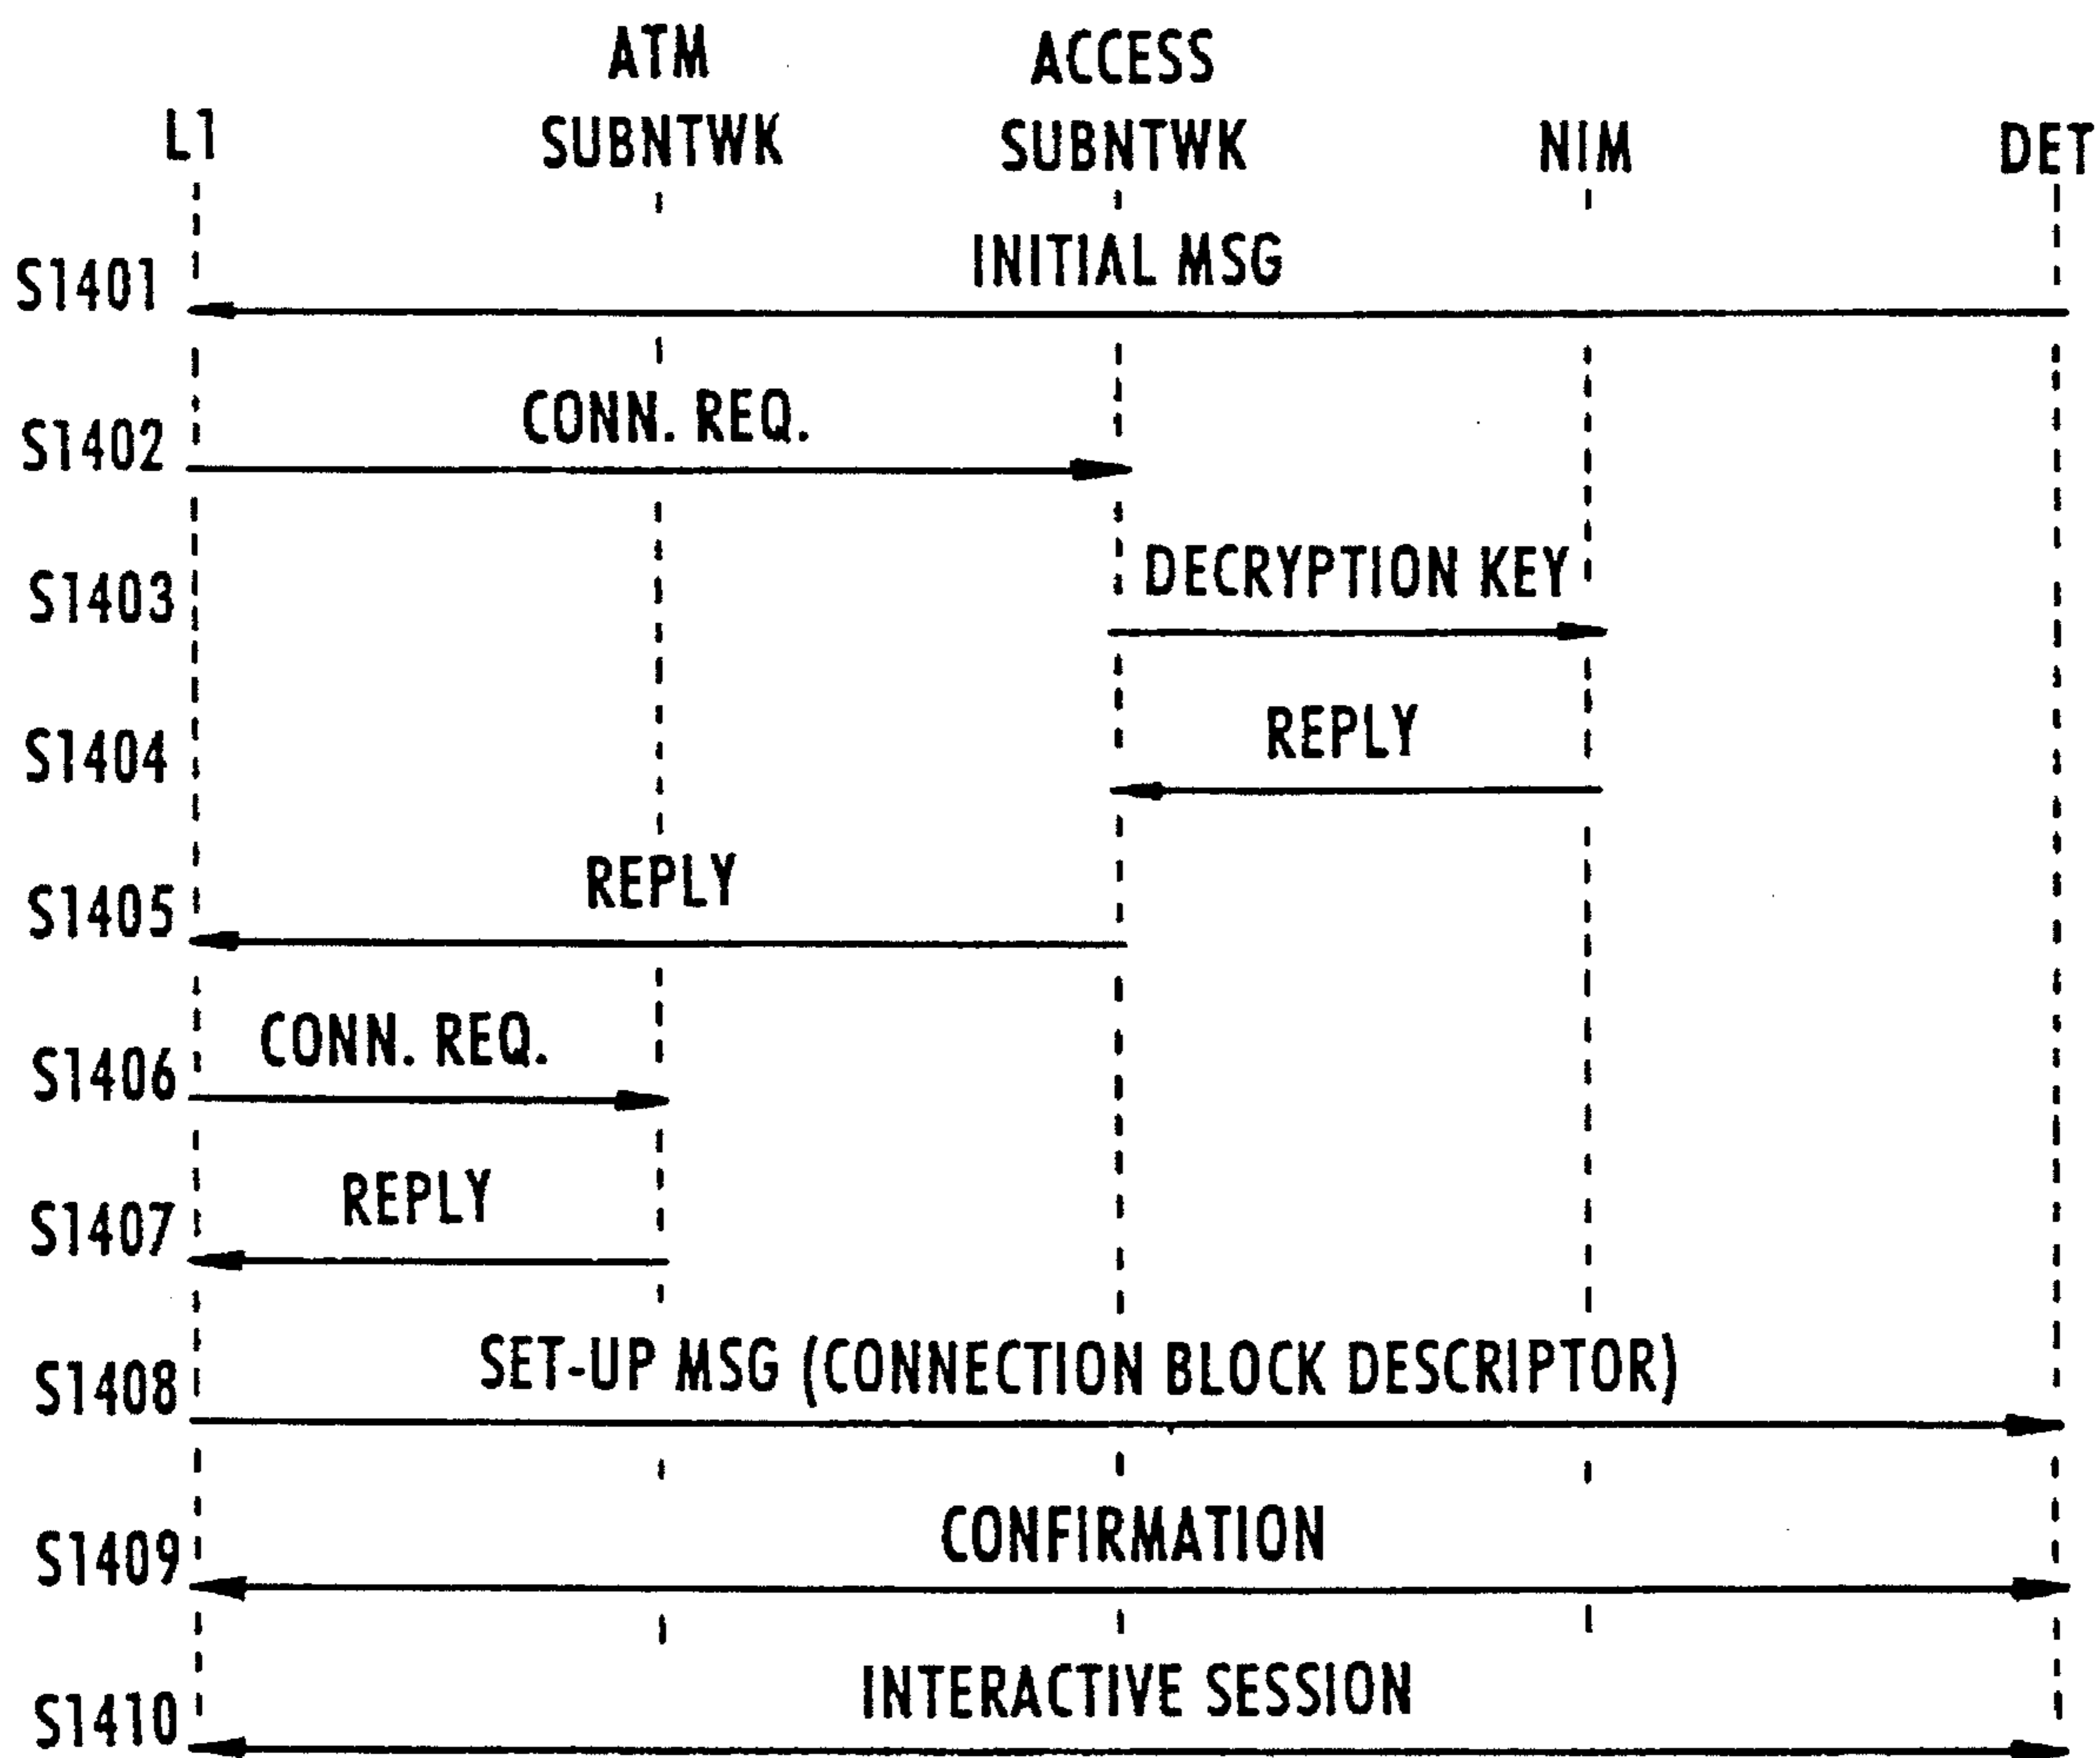 ATM
SUBNTWK
ACCESS
SUBNTWK
L1
NIM
DET
INITIAL MSG
S1401
CONN. REQ.
S1402
DECRYPTION KEY
S1403
REPLY
S1404
REPLY
S1405
CONN. REQ.
S1406
REPLY
S1407
SET-UP MSG (CONNECTION BLOCK DESCRIPTOR)
S1408
CONFIRMATION
S1409
INTERACTIVE SESSION
S1410